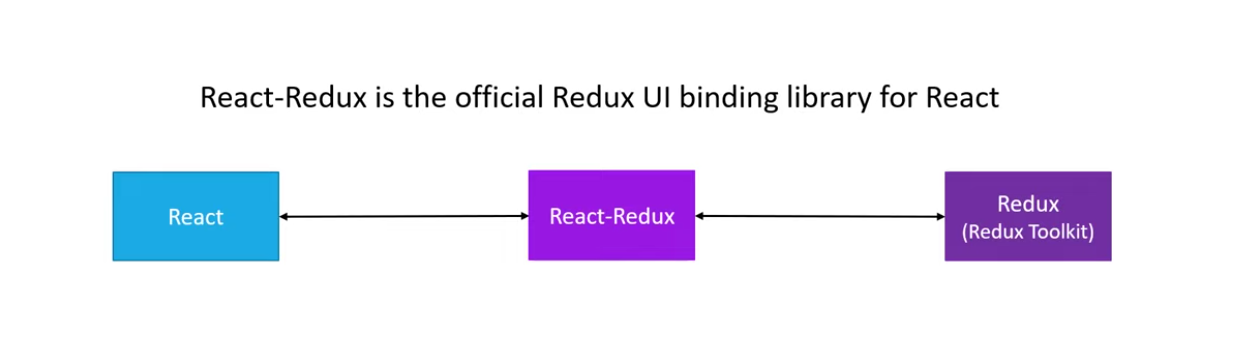 React-Redux is the official Redux UI binding library for React
React
React-Redux
Redux
(Redux Toolkit)